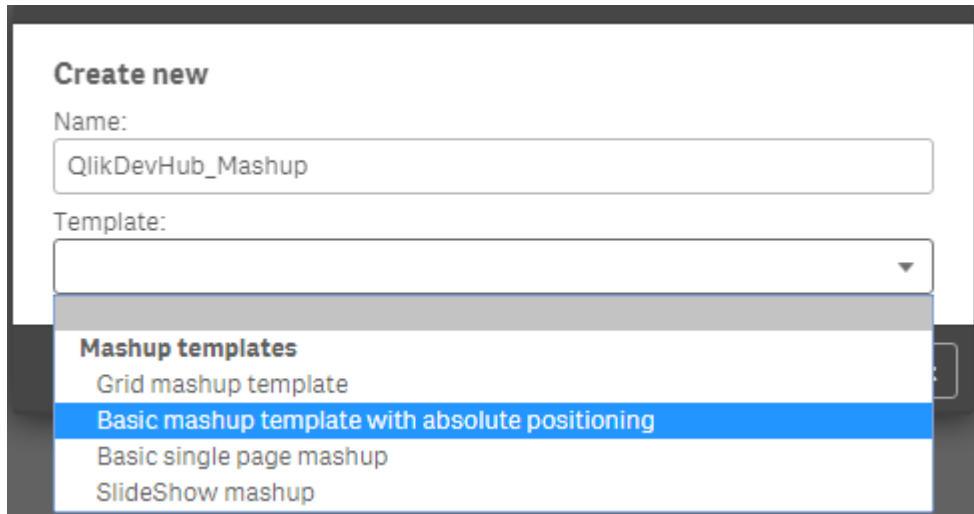 Create new
Name:
QlikDevHub_Mashup
Template:
Mashup templates
Grid mashup template
Basic mashup template with absolute positioning
Basic single page mashup
SlideShow mashup